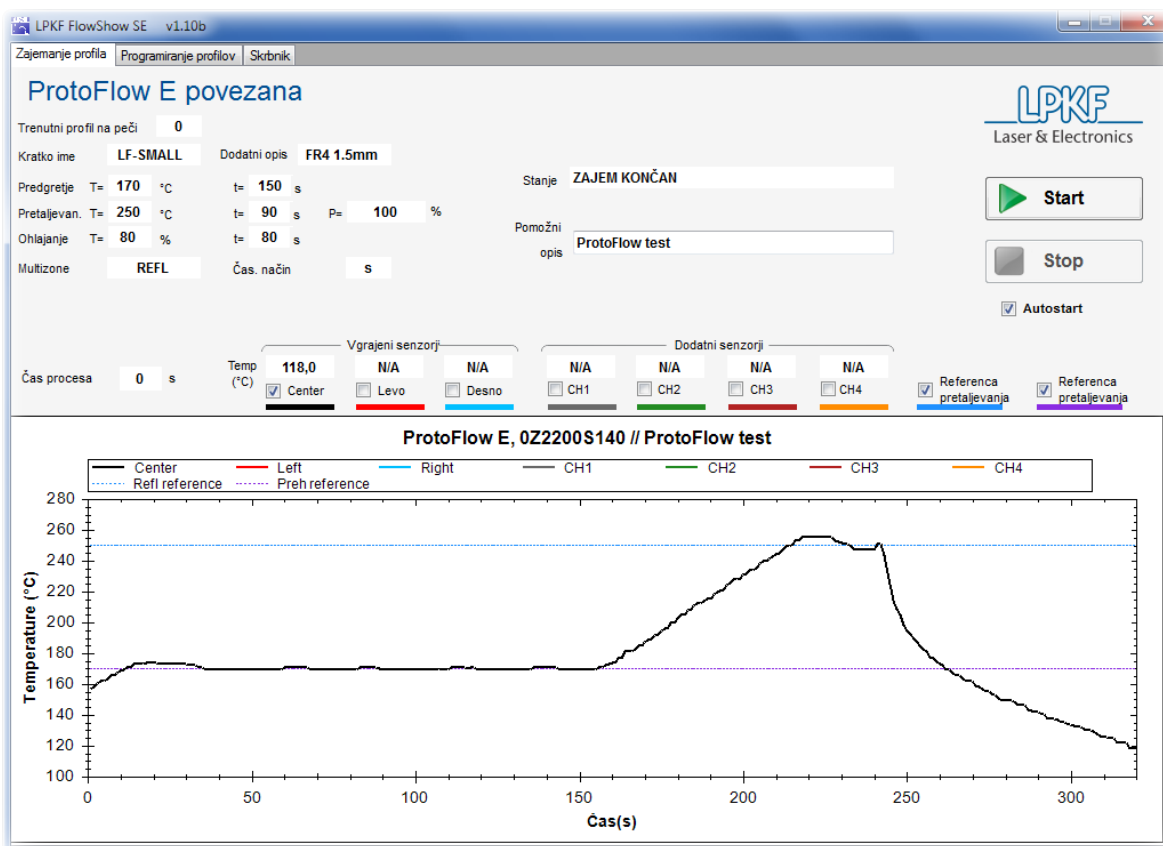 LPKF FlowShow SE v1.10b
Zajemanje profila Programiranje profilov Skrbnik
ProtoFlow E povezana
LPKF
Laser & Electronics
Trenutni profil na peči 0
Kratko ime LF-SMALL Dodatni opis FR4 1.5mm
Predgretje T= 170 °C t= 150 s
Pretaljevan. T= 250 °C t= 90 s P= 100 %
Ohlajanje T= 80 % t= 80 s
Multizone REFL Čas. način s
Stanje ZAJEM KONČAN
Pomožni opis ProtoFlow test
Start
Stop
Autostart
Vgrajeni senzorji Dodatni senzorji
Čas procesa 0 s
Temp (°C) 118,0 N/A N/A N/A N/A N/A N/A
Center Levo Desno CH1 CH2 CH3 CH4
Referenca pretaljevanja Referenca pretaljevanja
ProtoFlow E, 0Z2200S140 // ProtoFlow test
Center Left Right CH1 CH2 CH3 CH4
Refl reference Preh reference
Temperature (°C)
280
260
240
220
200
180
160
140
120
100
0 50 100 150 200 250 300
Čas(s)